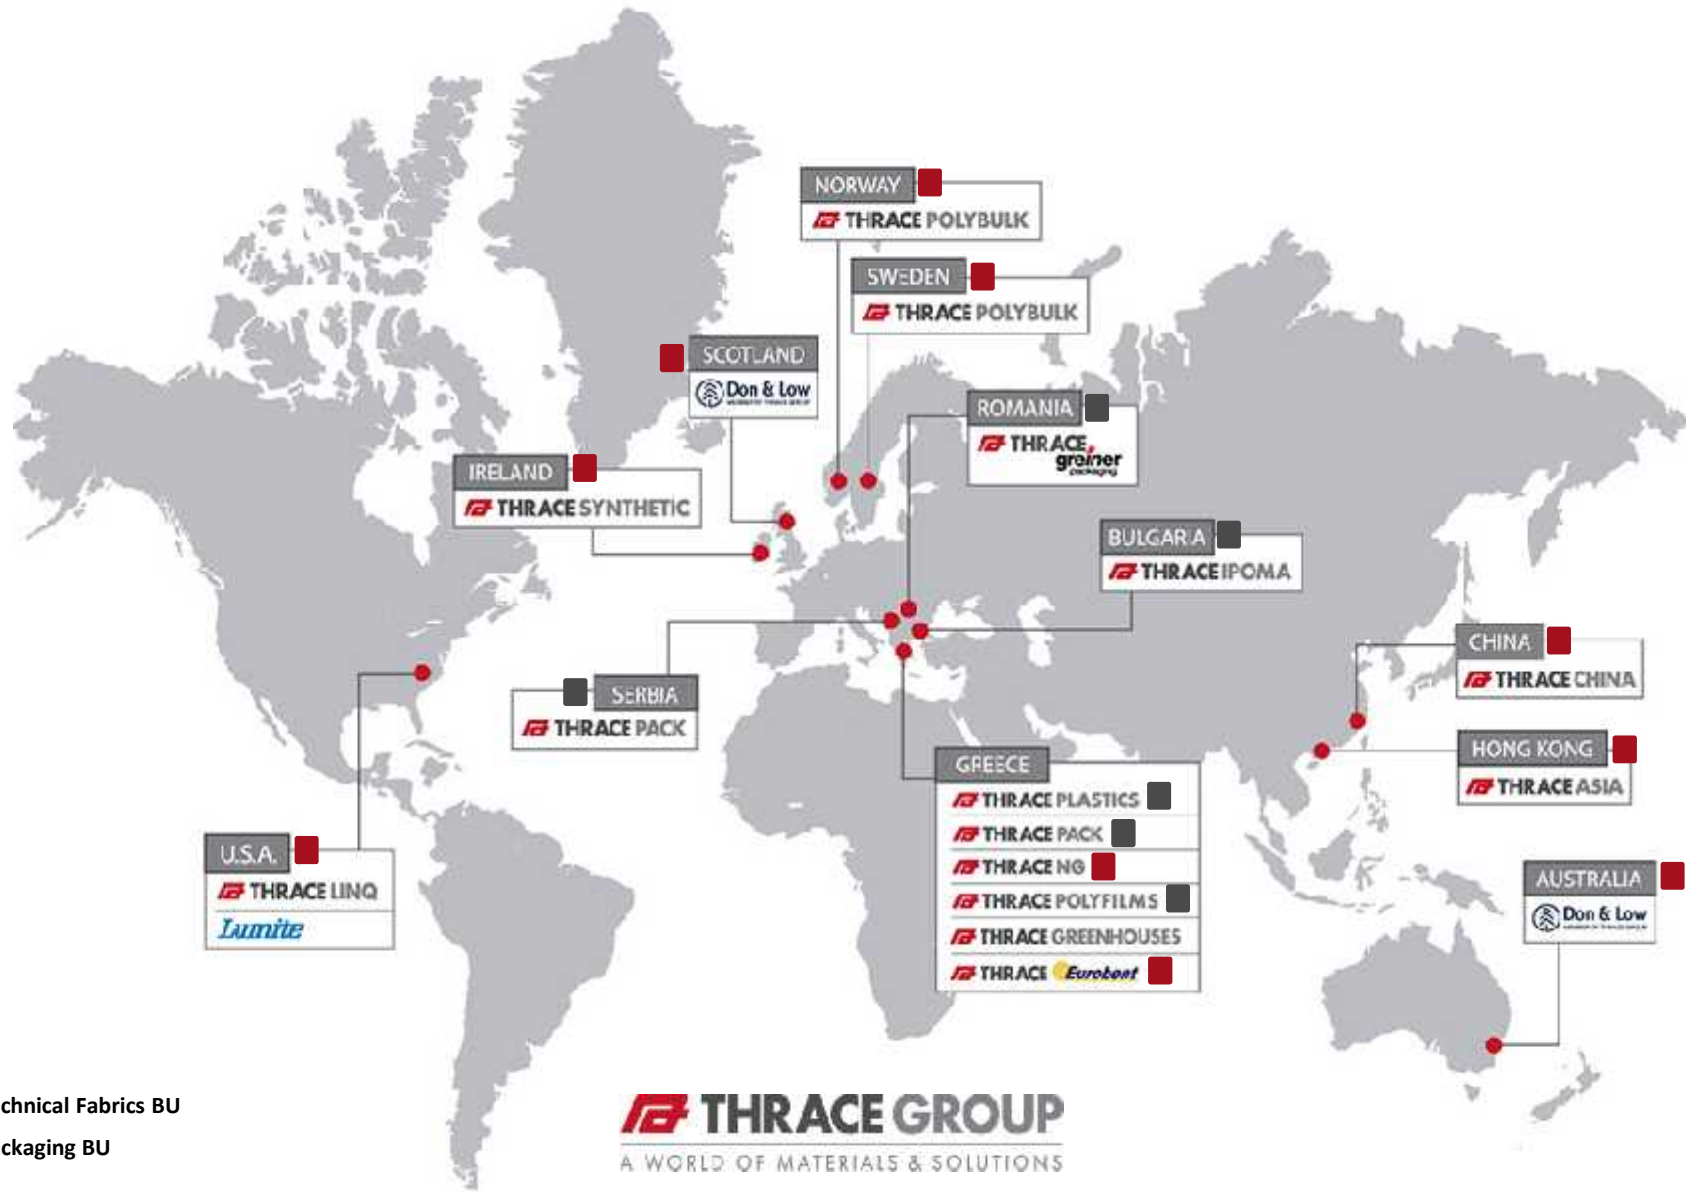 NORWAY
THRACE POLYBULK
SWEDEN
THRACE POLYBULK
SCOTLAND
Don & Low
ROMANIA
THRACE
greiner
packaging
IRELAND
THRACE SYNTHETIC
BULGARIA
THRACE IPOMA
CHINA
THRACE CHINA
SERBIA
THRACE PACK
HONG KONG
THRACE ASIA
GREECE
THRACE PLASTICS
THRACE PACK
THRACE NG
THRACE POLYFILMS
THRACE GREENHOUSES
THRACE Eurobent
U.S.A.
THRACE LINQ
Lumite
AUSTRALIA
Don & Low
chnical Fabrics BU
ckaging BU
THRACE GROUP
A WORLD OF MATERIALS & SOLUTIONS